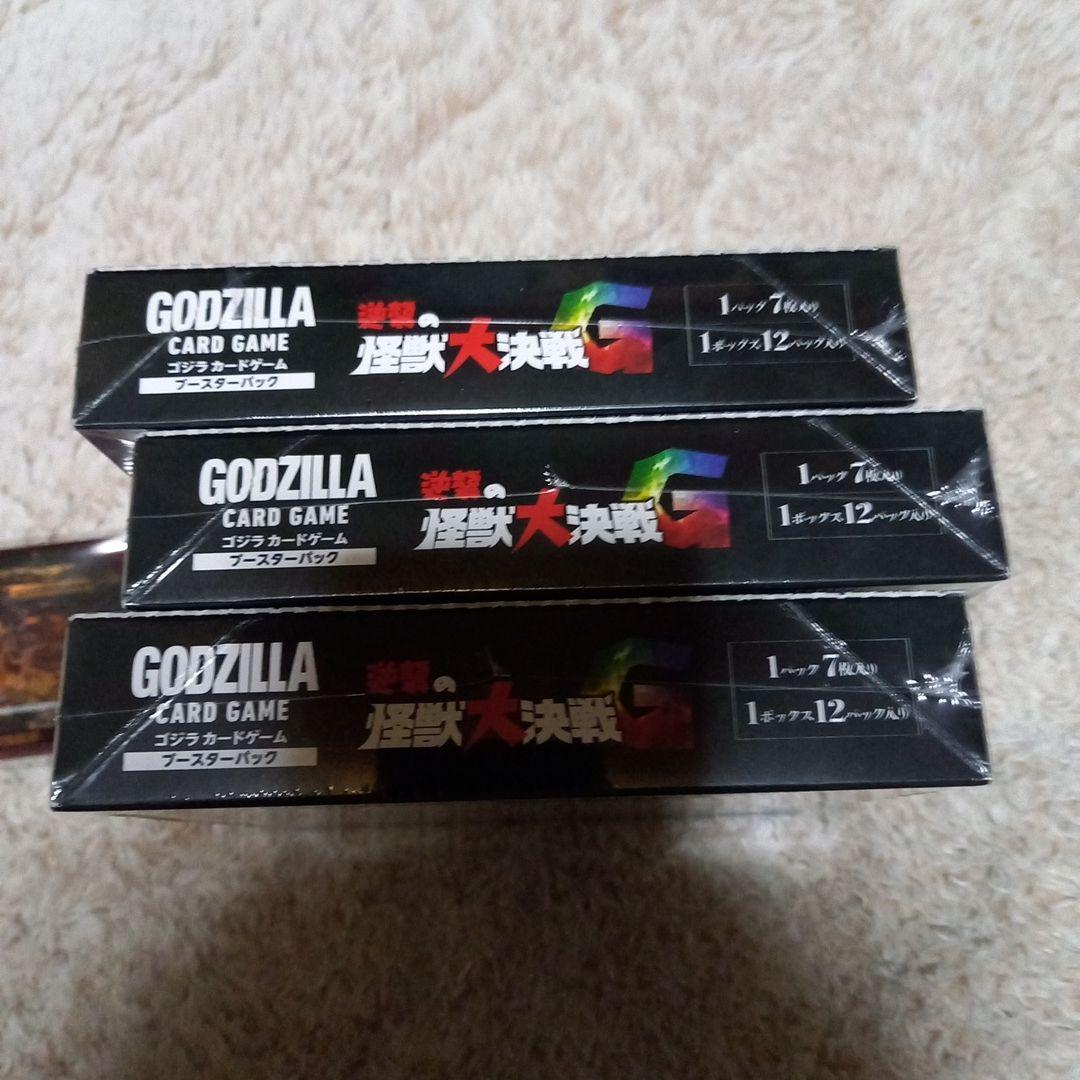 GODZILLA
CARD GAME
ゴジラ カードゲーム
ブースターパック
逆襲の
怪獣大決戦G
1パック7枚入り
1ボックス12パック入り
GODZILLA
CARD GAME
ゴジラ カードゲーム
ブースターパック
逆襲の
怪獣大決戦G
1パック7枚入り
1ボックス12パック入り
GODZILLA
CARD GAME
ゴジラ カードゲーム
ブースターパック
逆襲の
怪獣大決戦G
1パック7枚入り
1ボックス12パック入り